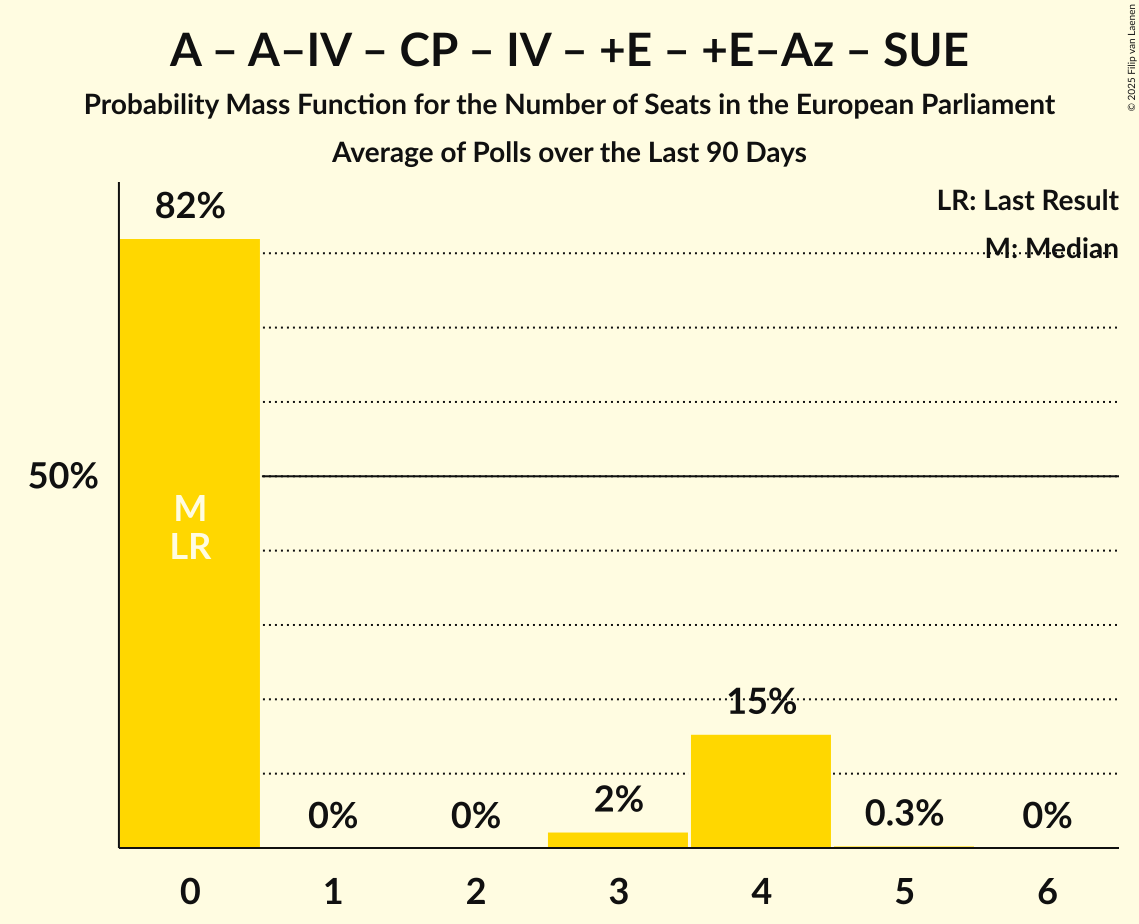 A – A–IV – CP – IV – +E – +E–Az – SUE
Probability Mass Function for the Number of Seats in the European Parliament
Average of Polls over the Last 90 Days
© 2025 Filip van Laenen
LR: Last Result
M: Median
82%
50%
M
LR
0%
0%
2%
15%
0.3%
0%
0
1
2
3
4
5
6